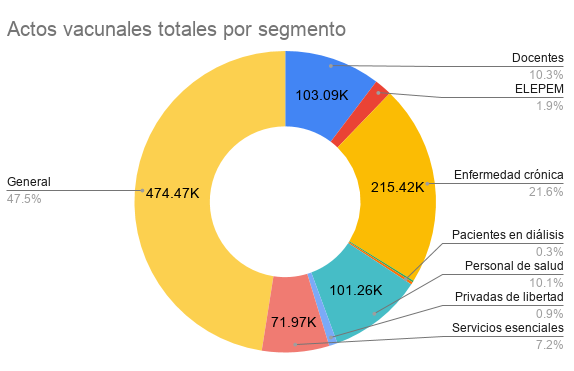 Actos vacunales totales por segmento
Docentes
10.3%
ELEPEM
1.9%
103.09K
Enfermedad crónica
21.6%
215.42K
General
47.5%
474.47K
Pacientes en diálisis
0.3%
Personal de salud
10.1%
101.26K
Privadas de libertad
0.9%
Servicios esenciales
7.2%
71.97K